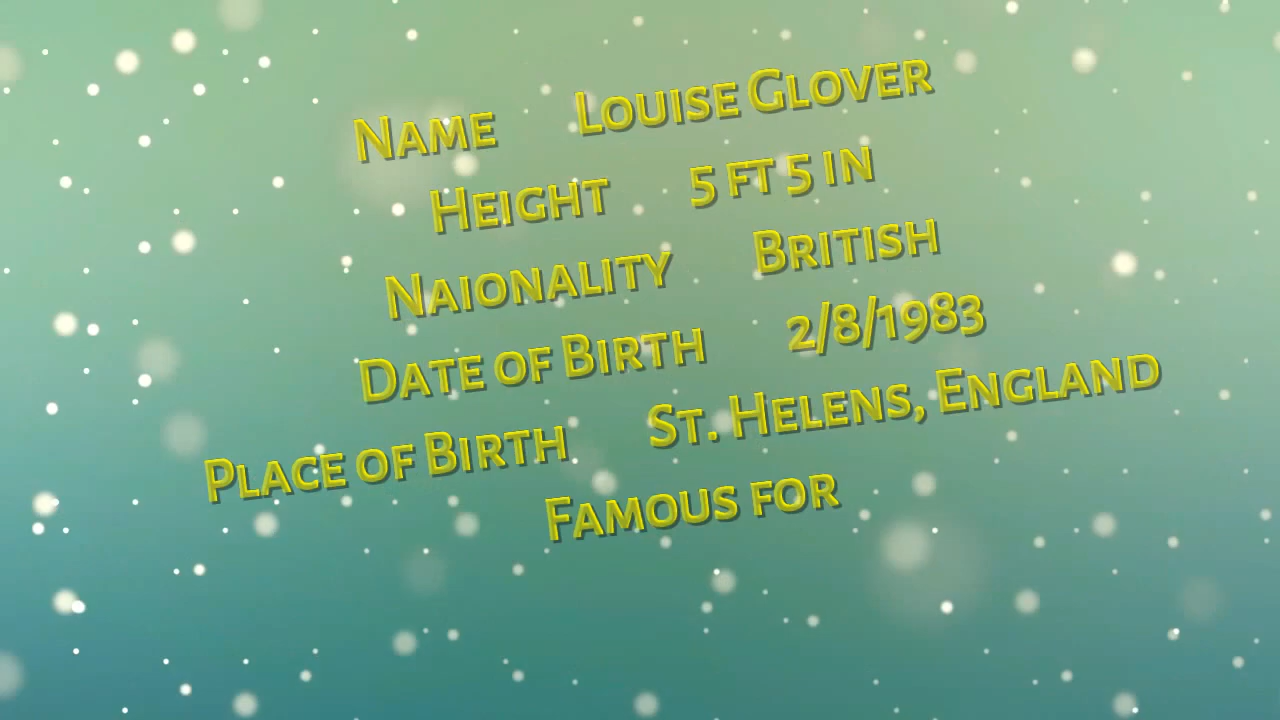 Name Louise Glover
Height 5 ft 5 in
Naionality British
Date of Birth 2/8/1983
Place of Birth St. Helens, England
Famous for